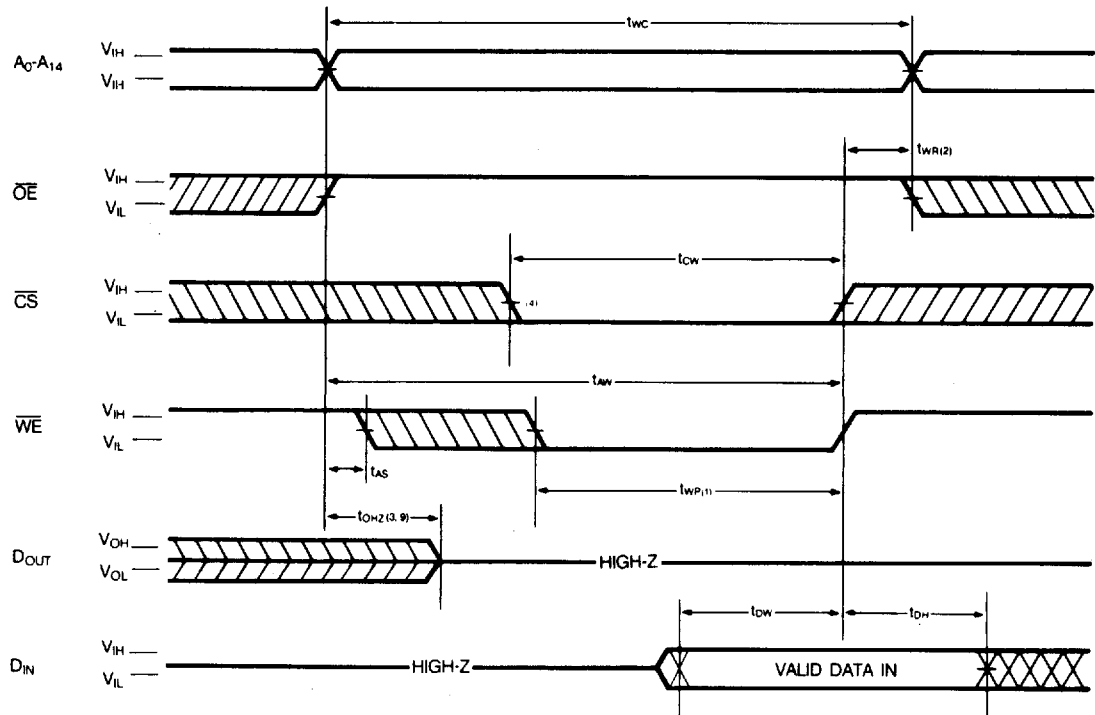 tWC
A0-A14
VIH
VIH
tWR(2)
OE
VIH
VIL
tCW
CS
VIH
VIL
(4)
tAW
WE
VIH
VIL
tAS
tWP(1)
tOHZ(3, 9)
DOUT
VOH
VOL
HIGH-Z
tDW
tDH
DIN
VIH
VIL
HIGH-Z
VALID DATA IN